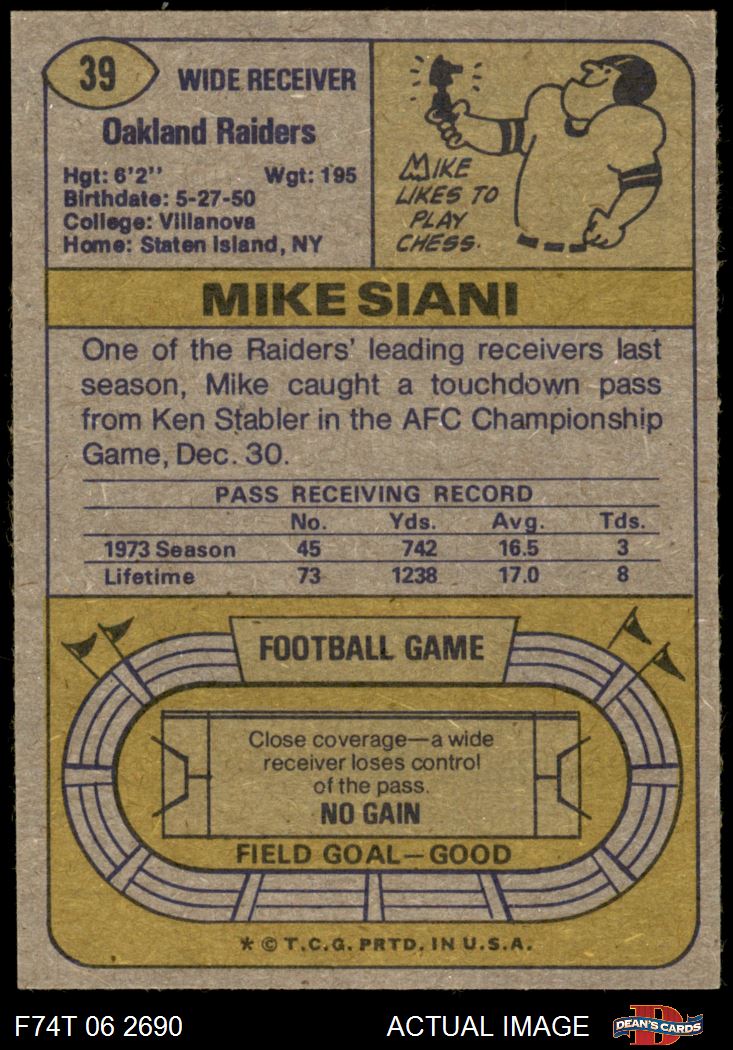 39
WIDE RECEIVER
Oakland Raiders
Hgt: 6'2" Wgt: 195
Birthdate: 5-27-50
College: Villanova
Home: Staten Island, NY
MIKE
LIKES TO
PLAY
CHESS.
MIKE SIANI
One of the Raiders' leading receivers last
season, Mike caught a touchdown pass
from Ken Stabler in the AFC Championship
Game, Dec. 30.
PASS RECEIVING RECORD
No. Yds. Avg. Tds.
1973 Season 45 742 16.5 3
Lifetime 73 1238 17.0 8
FOOTBALL GAME
Close coverage—a wide
receiver loses control
of the pass.
NO GAIN
FIELD GOAL—GOOD
* © T.C.G. PRTD. IN U.S.A.
F74T 06 2690 ACTUAL IMAGE
D
DEAN'S CARDS